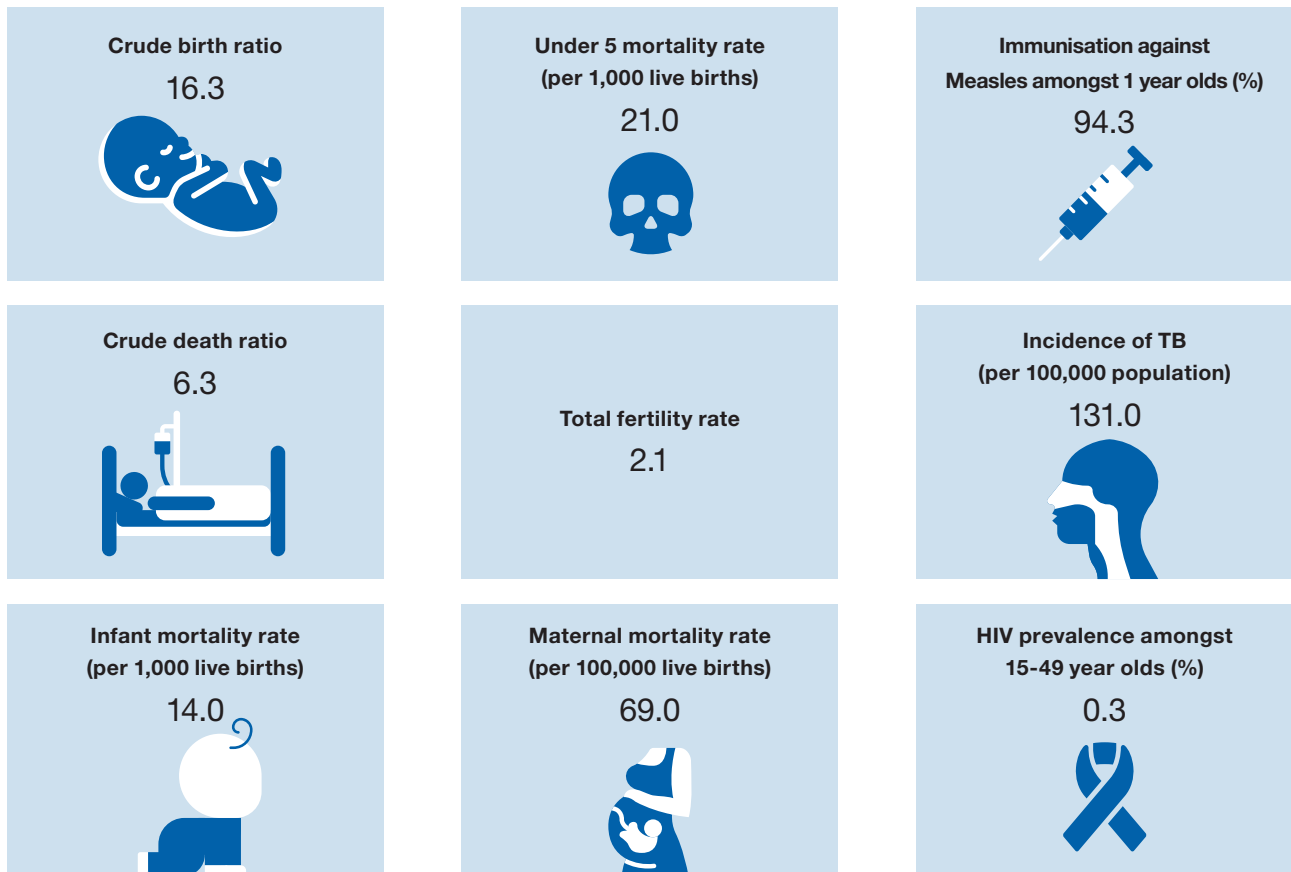 Crude birth ratio
16.3
Under 5 mortality rate
(per 1,000 live births)
21.0
Immunisation against
Measles amongst 1 year olds (%)
94.3
Crude death ratio
6.3
Total fertility rate
2.1
Incidence of TB
(per 100,000 population)
131.0
Infant mortality rate
(per 1,000 live births)
14.0
Maternal mortality rate
(per 100,000 live births)
69.0
HIV prevalence amongst
15-49 year olds (%)
0.3